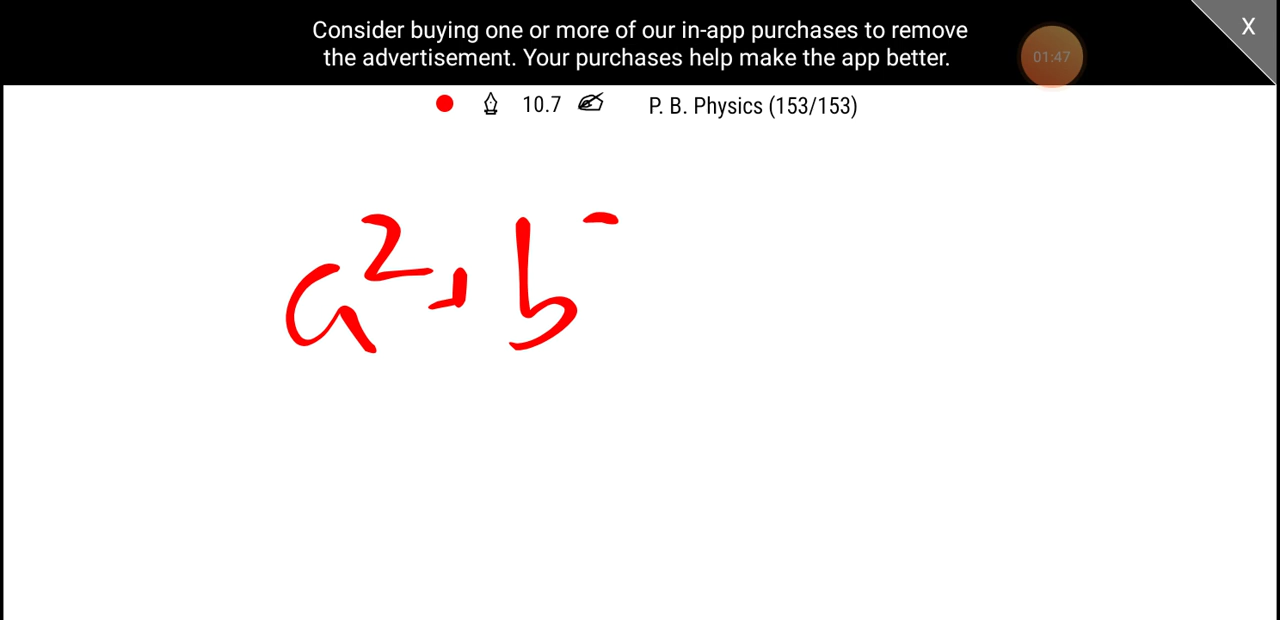 Consider buying one or more of our in-app purchases to remove
the advertisement. Your purchases help make the app better.
X
01:47
10.7
P. B. Physics (153/153)
a² b